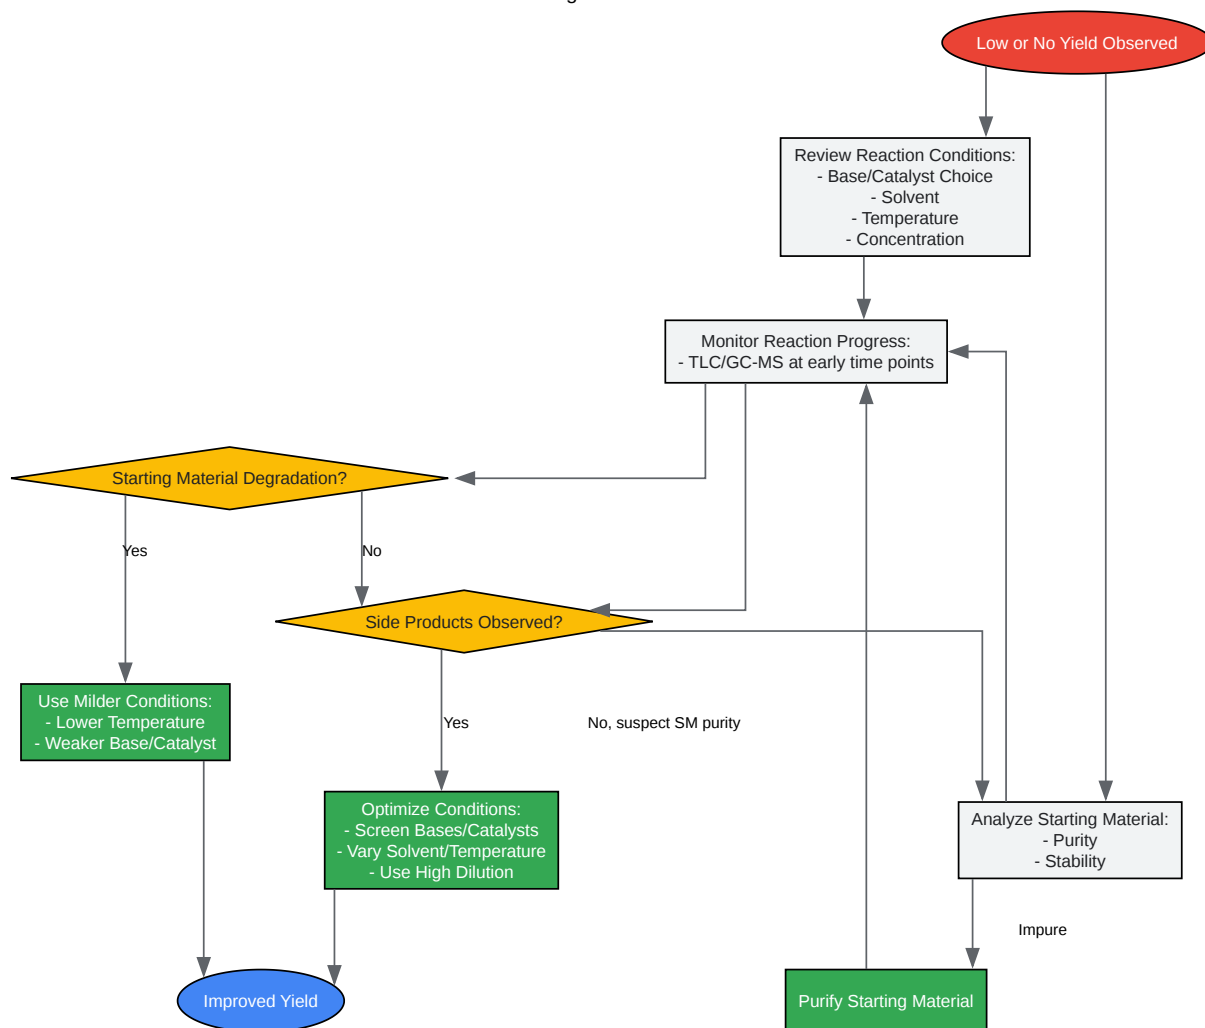 Low or No Yield Observed
Review Reaction Conditions:
- Base/Catalyst Choice
- Solvent
- Temperature
- Concentration
Monitor Reaction Progress:
- TLC/GC-MS at early time points
Starting Material Degradation?
Yes
No
Side Products Observed?
Use Milder Conditions:
- Lower Temperature
- Weaker Base/Catalyst
Yes
No, suspect SM purity
Optimize Conditions:
- Screen Bases/Catalysts
- Vary Solvent/Temperature
- Use High Dilution
Analyze Starting Material:
- Purity
- Stability
Impure
Improved Yield
Purify Starting Material